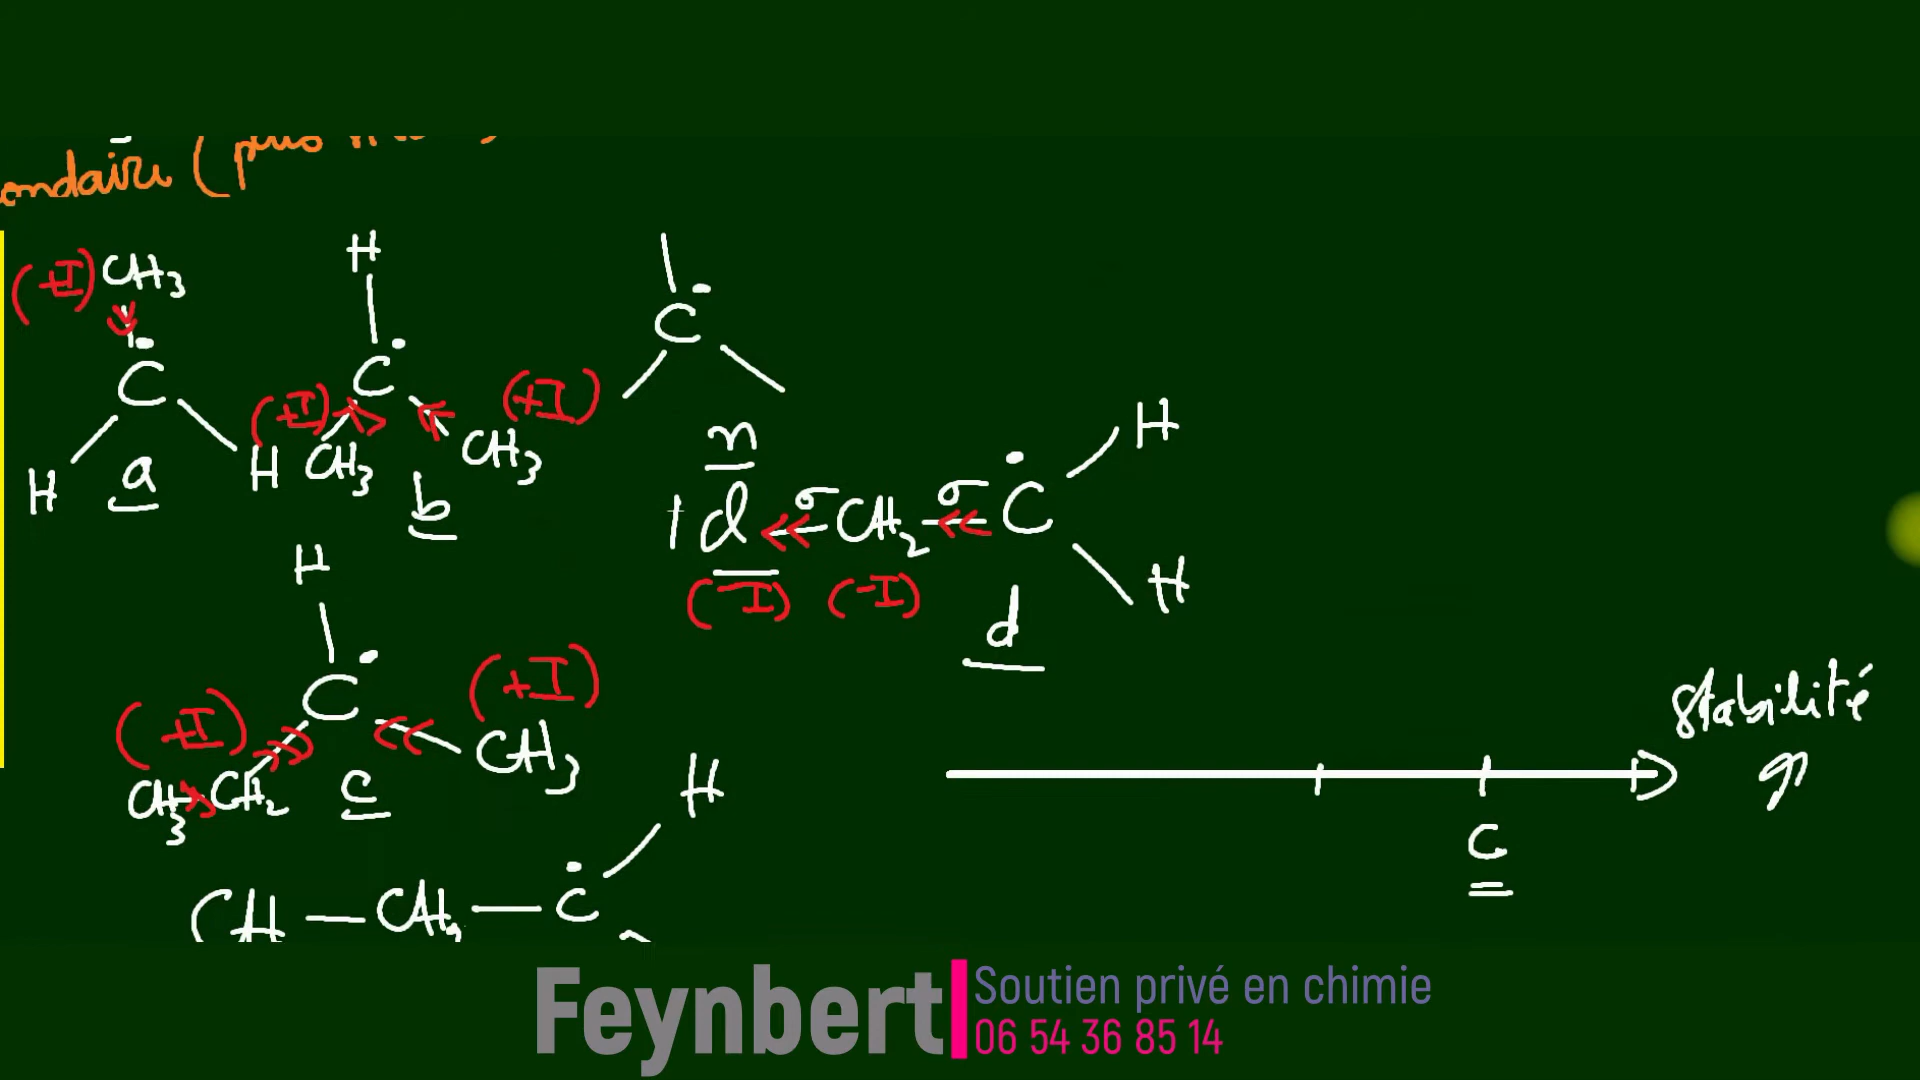 ondaire (plus
(+I) CH3
H
C
C
C
(+I)
(+I)
H
H
CH3
CH3
a
b
n
H
H
Cl
σ
CH2
σ
C
H
(-I)
(-I)
d
C
(+I)
(+I)
CH3
CH2
c
CH3
stabilité
H
c
CH
CH2
C
Feynbert
Soutien privé en chimie
06 54 36 85 14